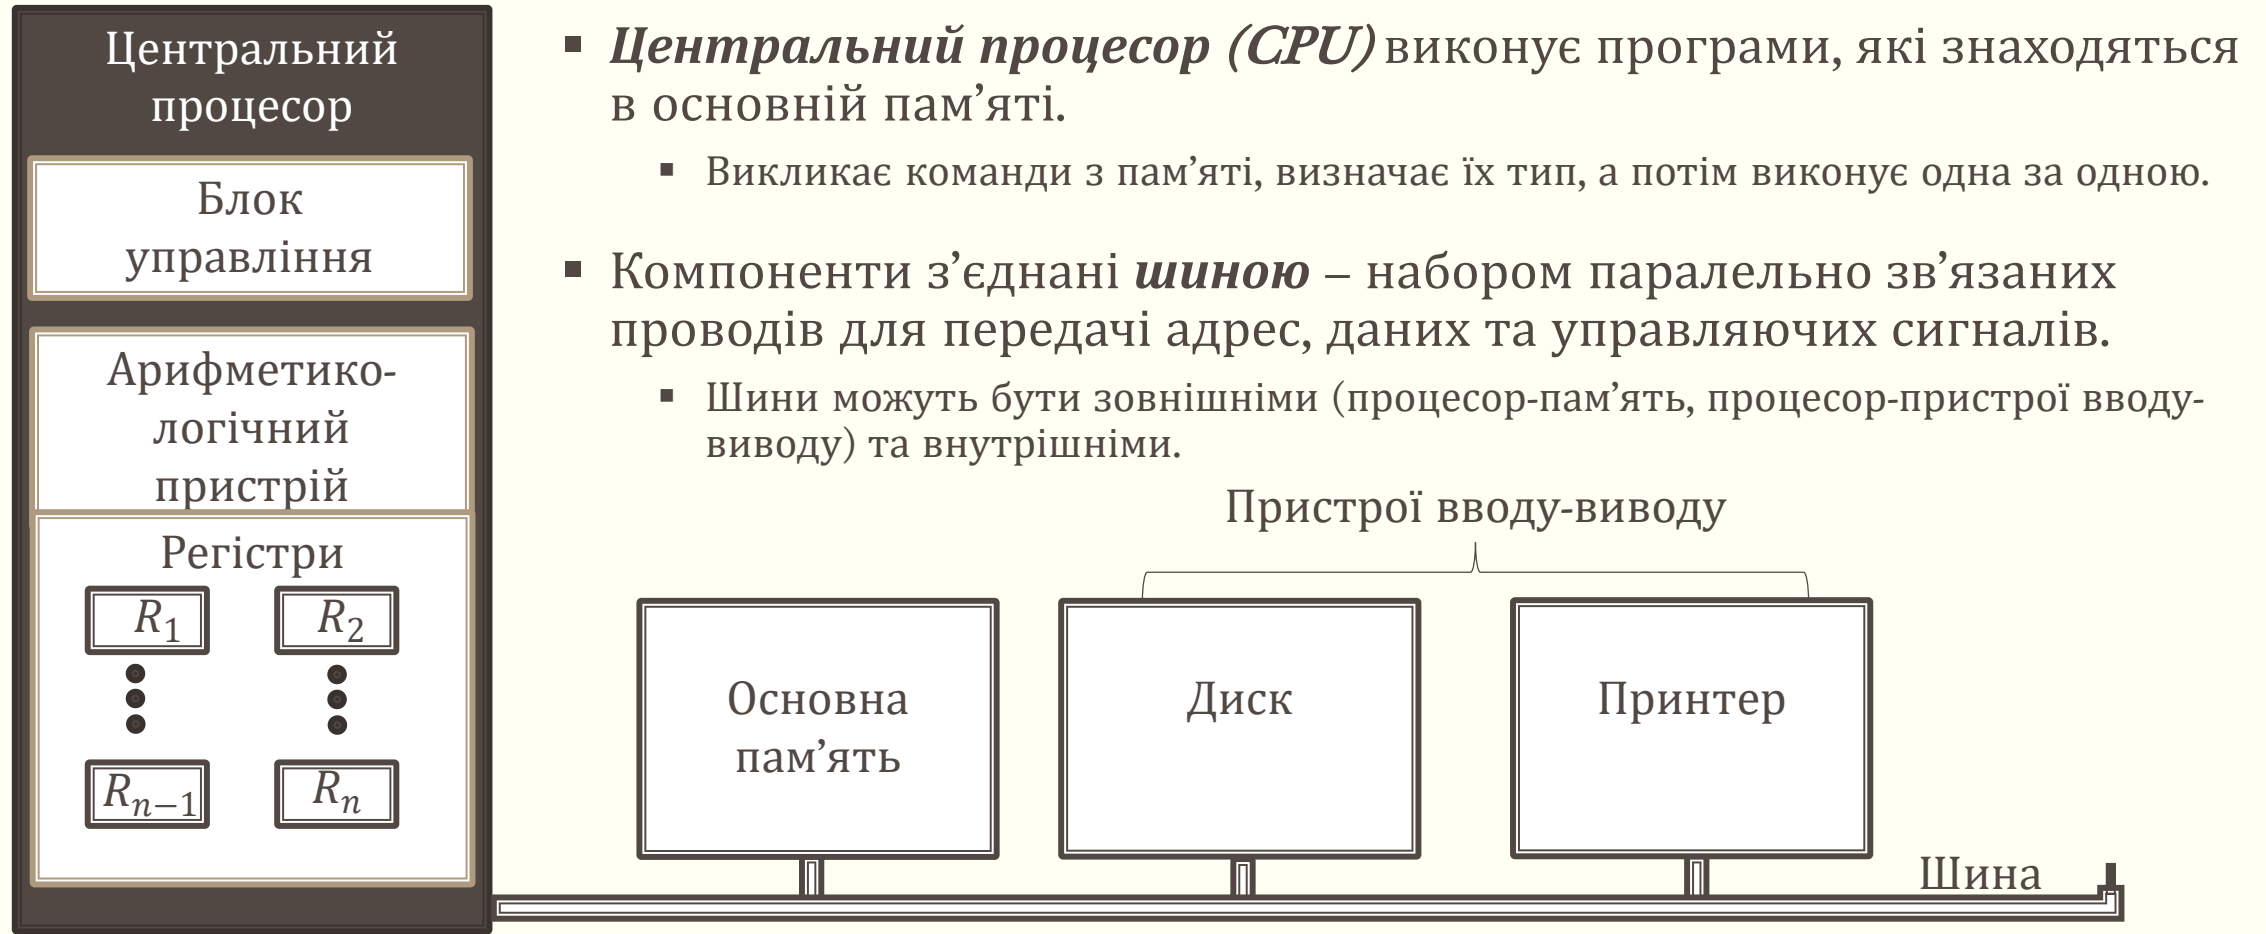 Центральний
процесор
Блок
управління
Арифметико-
логічний
пристрій
Регістри
R₁
R₂
Rₙ₋₁
Rₙ
▪ Центральний процесор (CPU) виконує програми, які знаходяться
в основній пам’яті.
▪ Викликає команди з пам’яті, визначає їх тип, а потім виконує одна за одною.
▪ Компоненти з’єднані шиною – набором паралельно зв’язаних
проводів для передачі адрес, даних та управляючих сигналів.
▪ Шини можуть бути зовнішніми (процесор-пам’ять, процесор-пристрої вводу-
виводу) та внутрішніми.
Пристрої вводу-виводу
Основна
пам’ять
Диск
Принтер
Шина